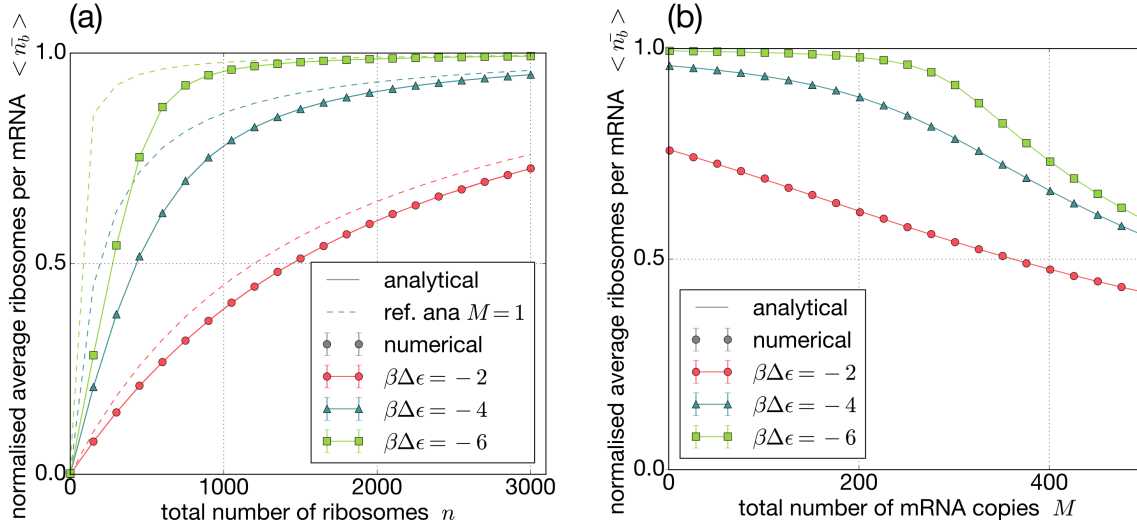 (a)
normalised average ribosomes per mRNA < n̄_b >
1.0
0.5
0.0
0
1000
2000
3000
total number of ribosomes n
analytical
ref. ana M = 1
numerical
βΔϵ = − 2
βΔϵ = − 4
βΔϵ = − 6
(b)
normalised average ribosomes per mRNA < n̄_b >
1.0
0.5
0.0
0
200
400
total number of mRNA copies M
analytical
numerical
βΔϵ = − 2
βΔϵ = − 4
βΔϵ = − 6